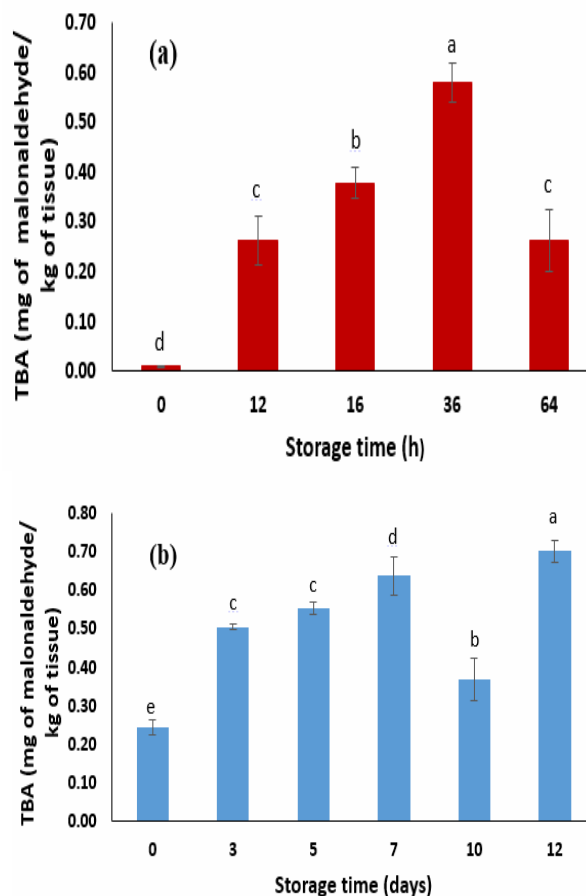 (a)
TBA (mg of malonaldehyde/
kg of tissue)
0.70
0.60
0.50
0.40
0.30
0.20
0.10
0.00
d
c
b
a
c
0 12 16 36 64
Storage time (h)
(b)
TBA (mg of malonaldehyde/
kg of tissue)
0.80
0.70
0.60
0.50
0.40
0.30
0.20
0.10
0.00
e
c
c
d
b
a
0 3 5 7 10 12
Storage time (days)